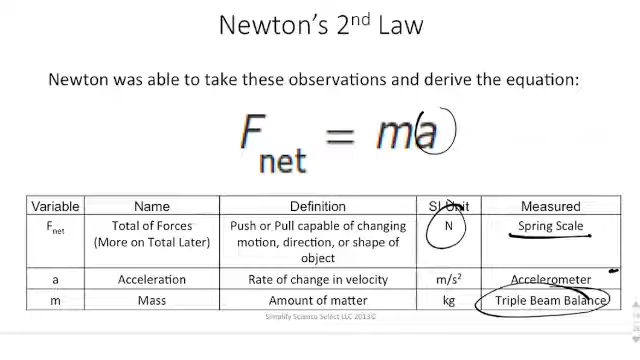 Newton's 2nd Law
Newton was able to take these observations and derive the equation:
F net = ma
Variable Name Definition SI Unit Measured
F net Total of Forces (More on Total Later) Push or Pull capable of changing motion, direction, or shape of object N Spring Scale
a Acceleration Rate of change in velocity m/s² Accelerometer
m Mass Amount of matter kg Triple Beam Balance
Simplify Science Select LLC 2013©